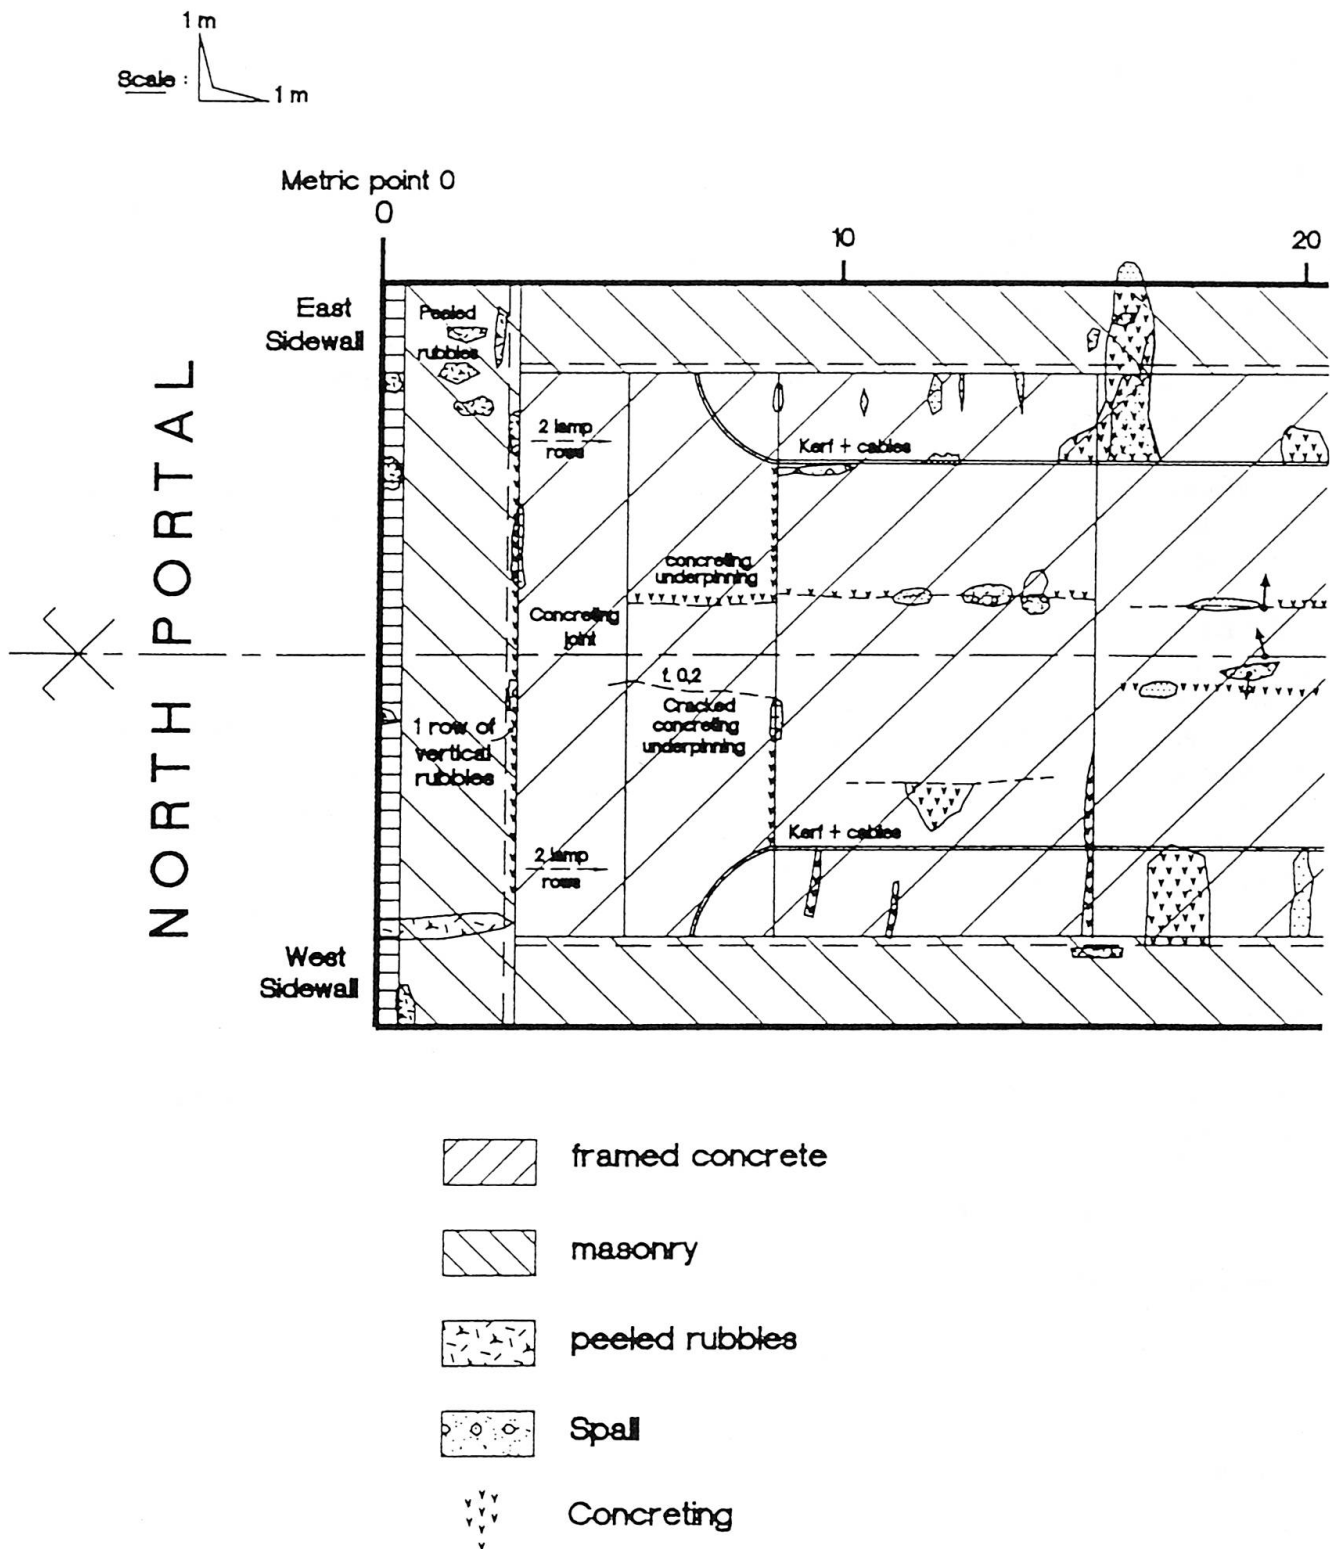 1 m
Scale :
1 m
Metric point 0
0
10
20
East
Sidewall
Peeled
rubbles
2 lamp
rows
Kerf + cables
concreting
underpinning
Concreting
joint
f. 0,2
Cracked
concreting
underpinning
1 row of
vertical
rubbles
Kerf + cables
2 lamp
rows
West
Sidewall
NORTH PORTAL
framed concrete
masonry
peeled rubbles
Spall
Concreting